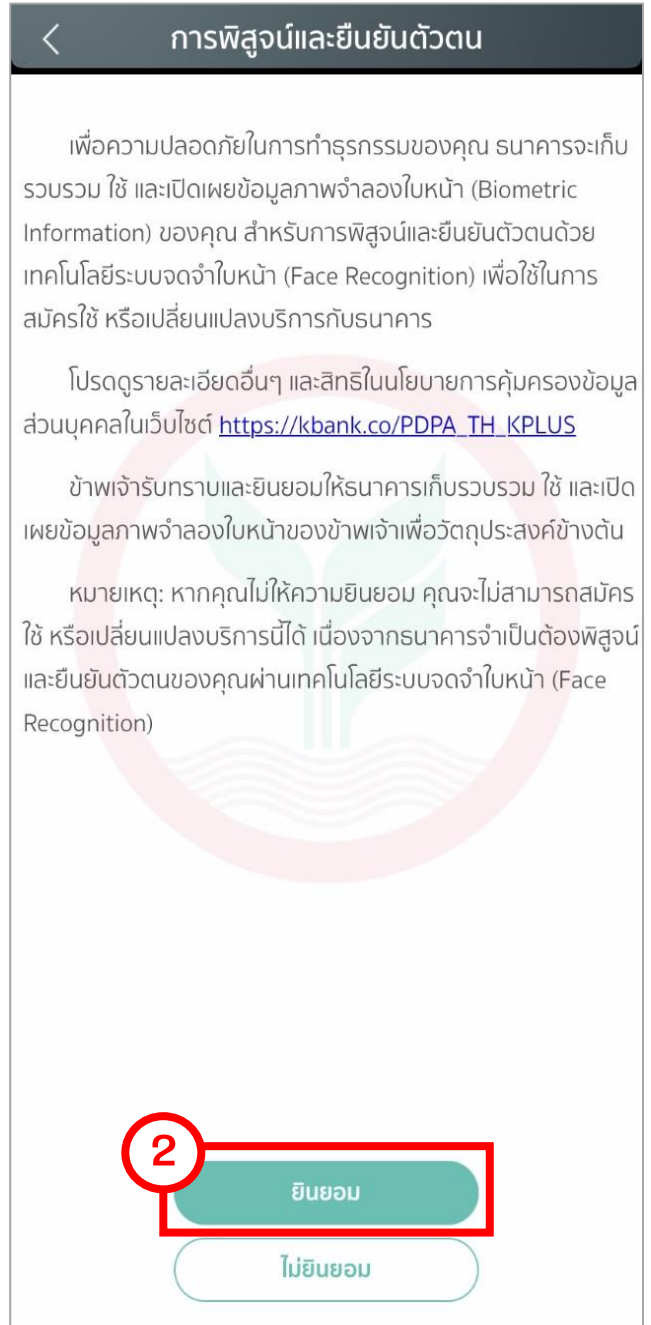 การพิสูจน์และยืนยันตัวตน
เพื่อความปลอดภัยในการทำธุรกรรมของคุณ ธนาคารจะเก็บ
รวบรวม ใช้ และเปิดเผยข้อมูลภาพจำลองใบหน้า (Biometric
Information) ของคุณ สำหรับการพิสูจน์และยืนยันตัวตนด้วย
เทคโนโลยีระบบจดจำใบหน้า (Face Recognition) เพื่อใช้ในการ
สมัครใช้ หรือเปลี่ยนแปลงบริการกับธนาคาร
โปรดดูรายละเอียดอื่นๆ และสิทธิในนโยบายการคุ้มครองข้อมูล
ส่วนบุคคลในเว็บไซต์ https://kbank.co/PDPA_TH_KPLUS
ข้าพเจ้ารับทราบและยินยอมให้ธนาคารเก็บรวบรวม ใช้ และเปิด
เผยข้อมูลภาพจำลองใบหน้าของข้าพเจ้าเพื่อวัตถุประสงค์ข้างต้น
หมายเหตุ: หากคุณไม่ให้ความยินยอม คุณจะไม่สามารถสมัคร
ใช้ หรือเปลี่ยนแปลงบริการนี้ได้ เนื่องจากธนาคารจำเป็นต้องพิสูจน์
และยืนยันตัวตนของคุณผ่านเทคโนโลยีระบบจดจำใบหน้า (Face
Recognition)
2
ยินยอม
ไม่ยินยอม